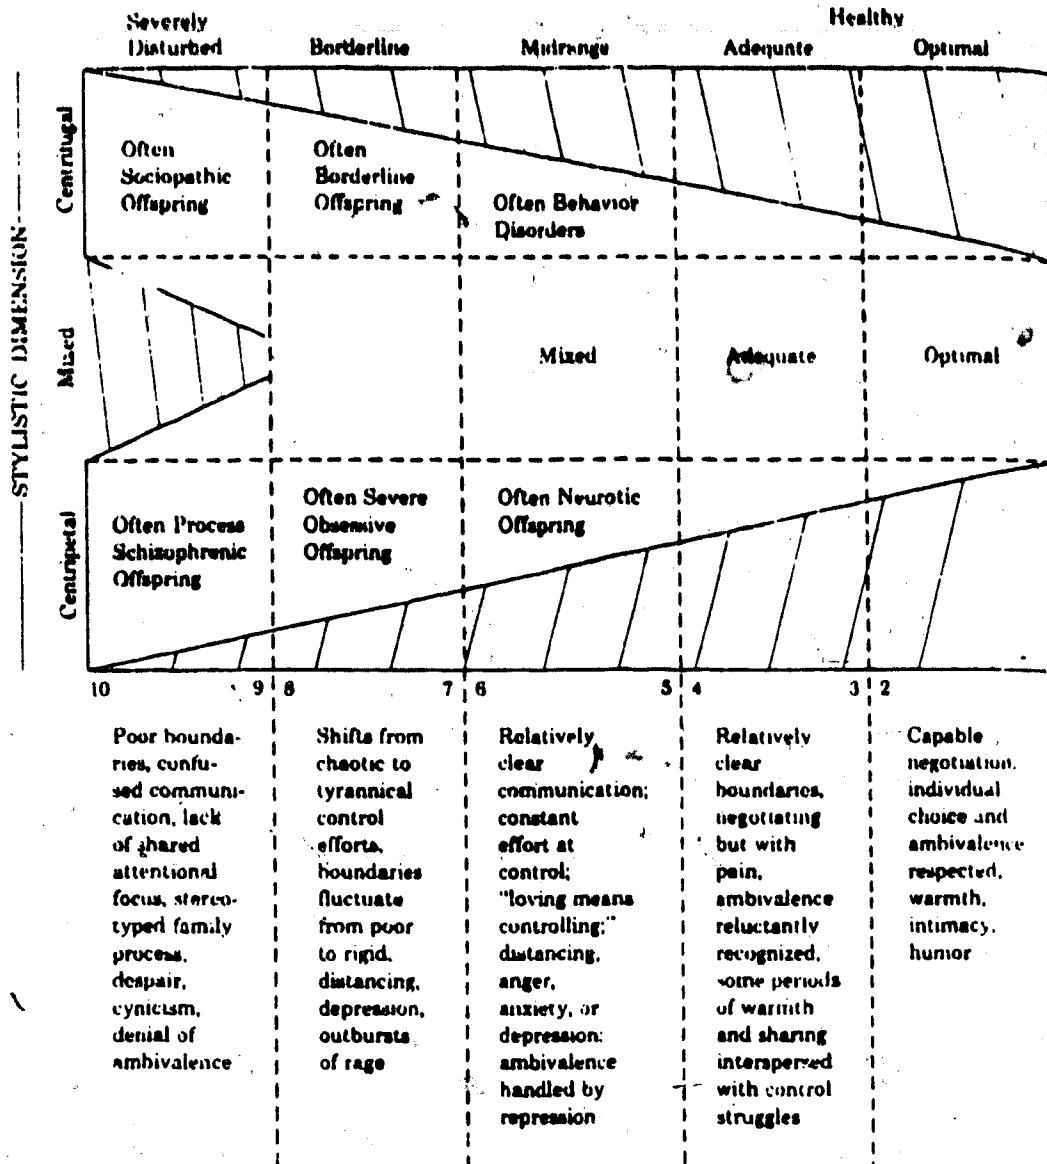 Severely
Disturbed
Borderline
Midrange
Healthy
Adequate
Optimal
STYLISTIC DIMENSION
Centrifugal
Often
Sociopathic
Offspring
Often
Borderline
Offspring
Often Behavior
Disorders
Mixed
Mixed
Adequate
Optimal
Centripetal
Often Process
Schizophrenic
Offspring
Often Severe
Obsessive
Offspring
Often Neurotic
Offspring
10 9 8 7 6 5 4 3 2
Poor bounda-
ries, confu-
sed communi-
cation, lack
of shared
attentional
focus, stereo-
typed family
process,
despair,
cynicism,
denial of
ambivalence
Shifts from
chaotic to
tyrannical
control
efforts,
boundaries
fluctuate
from poor
to rigid,
distancing,
depression,
outbursts
of rage
Relatively
clear
communication;
constant
effort at
control;
"loving means
controlling;"
distancing,
anger,
anxiety, or
depression;
ambivalence
handled by
repression
Relatively
clear
boundaries,
negotiating
but with
pain,
ambivalence
reluctantly
recognized,
some periods
of warmth
and sharing
interspersed
with control
struggles
Capable
negotiation,
individual
choice and
ambivalence
respected,
warmth,
intimacy,
humor